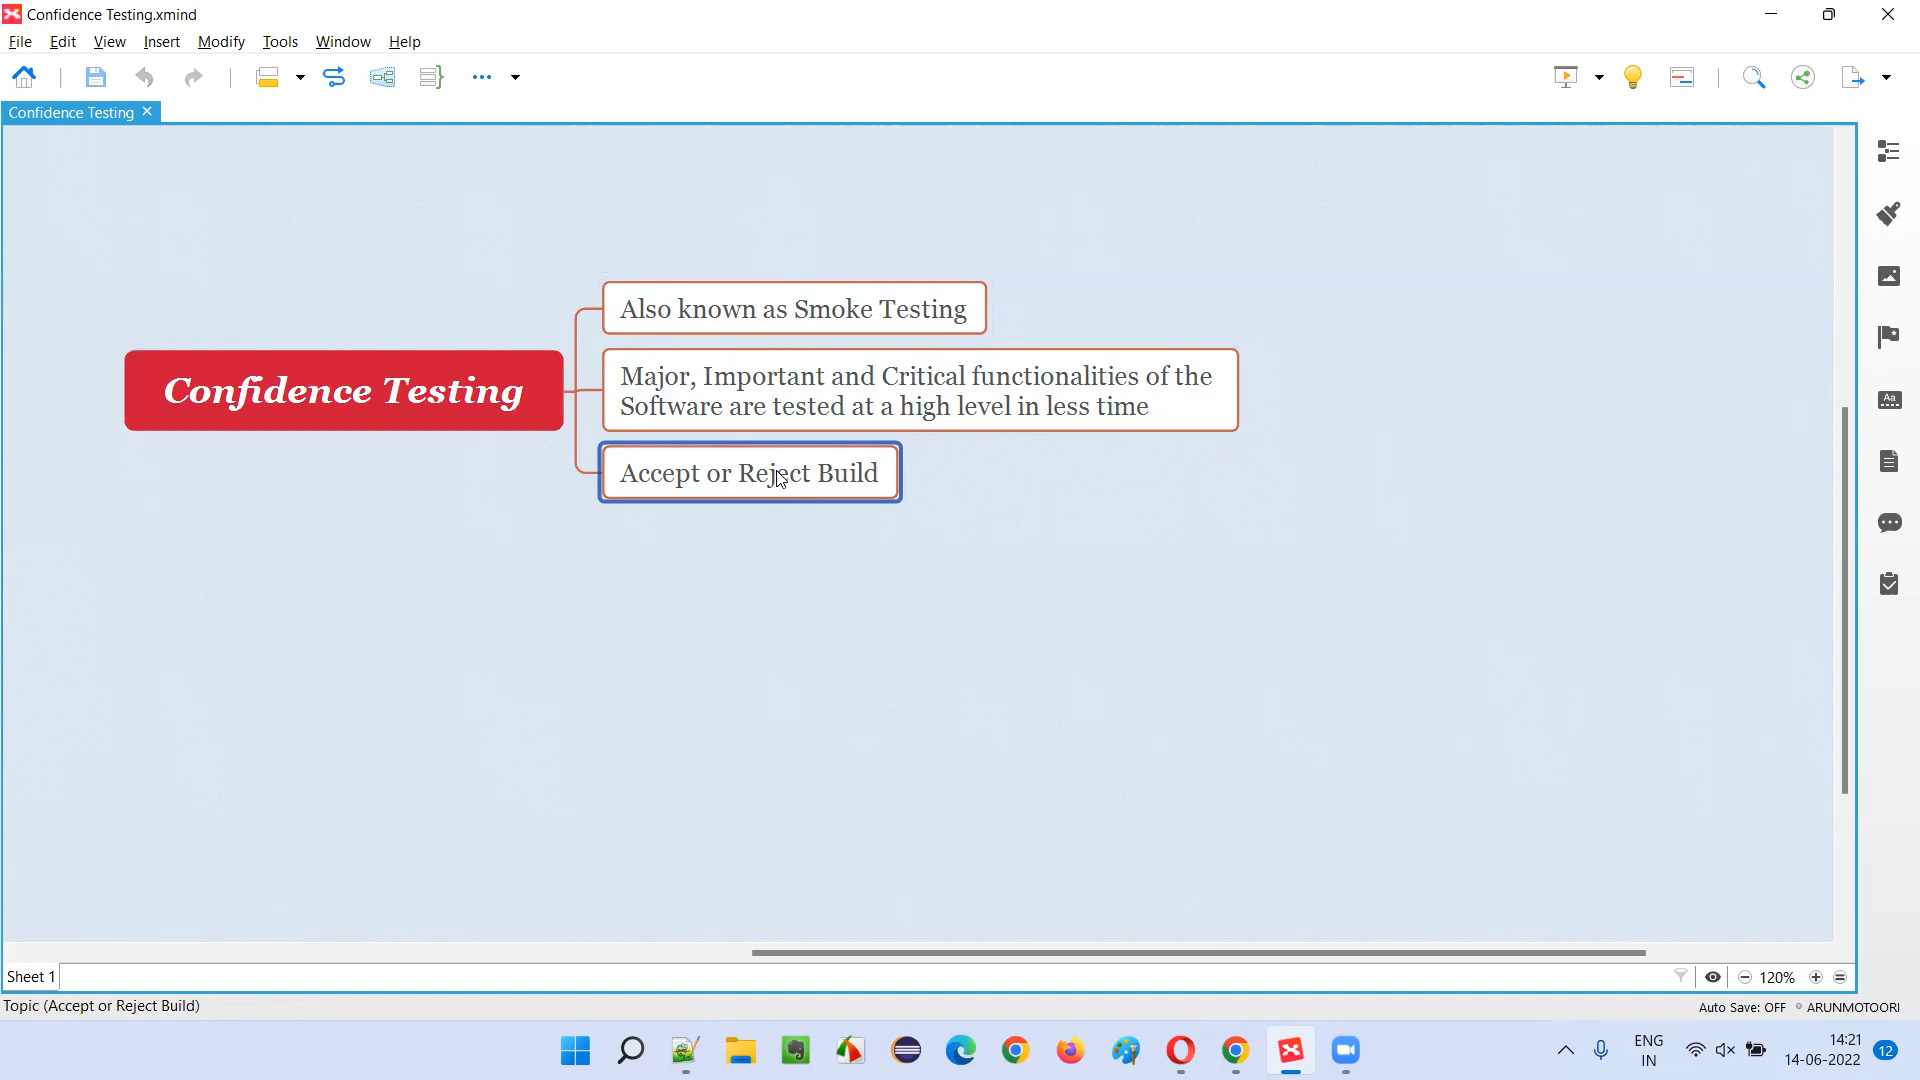 Confidence Testing.xmind
File Edit View Insert Modify Tools Window Help
Confidence Testing
Also known as Smoke Testing
Confidence Testing
Major, Important and Critical functionalities of the
Software are tested at a high level in less time
Accept or Reject Build
Aa
Sheet 1
120%
Topic (Accept or Reject Build)
Auto Save: OFF
ARUNMOTOORI
ENG
IN
14:21
14-06-2022
12